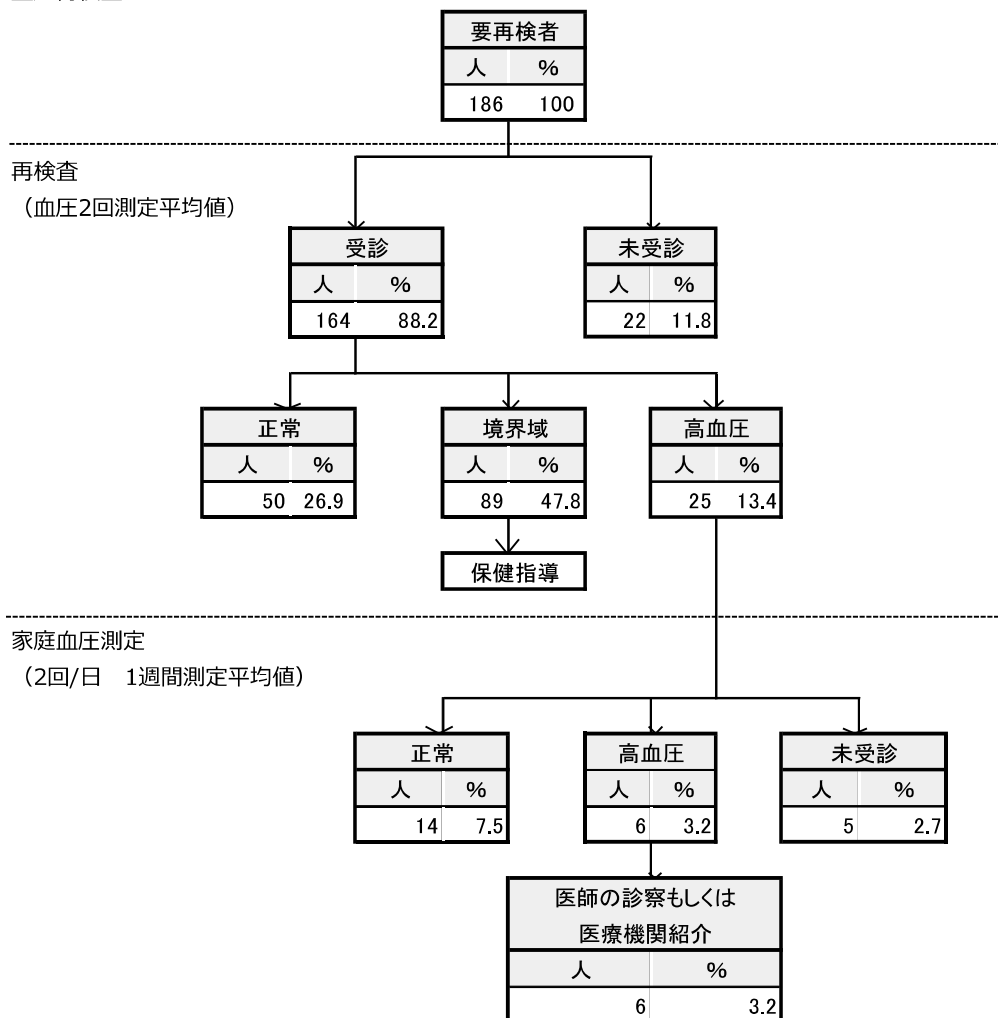 要再検者
人 %
186 100
再検査
（血圧2回測定平均値）
受診 未受診
人 % 人 %
164 88.2 22 11.8
正常 境界域 高血圧
人 % 人 % 人 %
50 26.9 89 47.8 25 13.4
保健指導
家庭血圧測定
（2回/日　1週間測定平均値）
正常 高血圧 未受診
人 % 人 % 人 %
14 7.5 6 3.2 5 2.7
医師の診察もしくは
医療機関紹介
人 %
6 3.2